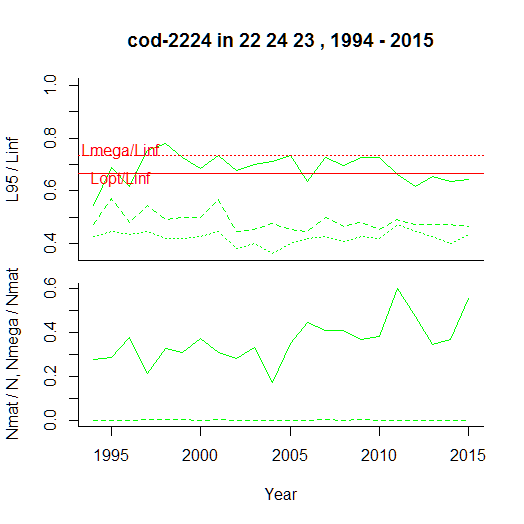 cod-2224 in 22 24 23 , 1994 - 2015
L95 / Linf
1.0
0.8
0.6
0.4
Lmega/Linf
Lopt/Linf
Nmat / N, Nmega / Nmat
0.6
0.4
0.2
0.0
1995 2000 2005 2010 2015
Year